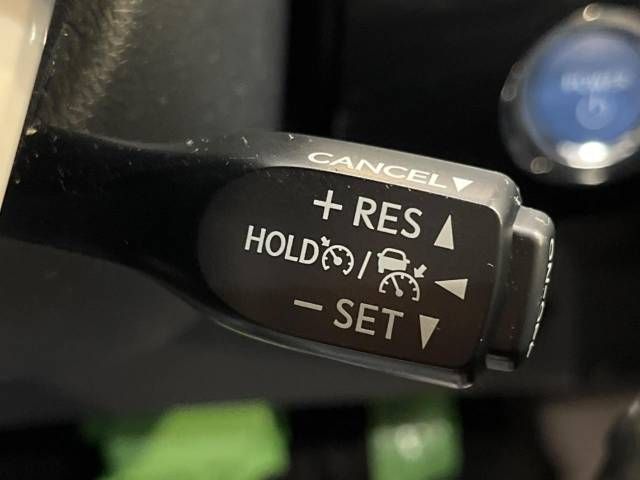 CANCEL▼
+ RES ▲
HOLD / ◀
− SET ▼